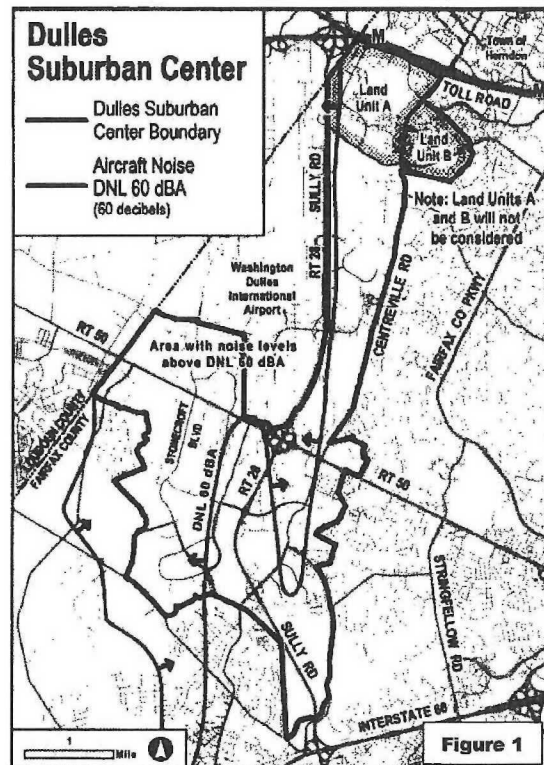 Dulles
Suburban Center
Dulles Suburban
Center Boundary
Aircraft Noise
DNL 60 dBA
(60 decibels)
M
Town of
Herndon
Land
Unit A
TOLL ROAD
M
Land
Unit B
Note: Land Units A
and B will not
be considered
SULLY RD
RT 28
CENTREVILLE RD
FAIRFAX CO PKWY
Washington
Dulles
International
Airport
RT 50
Area with noise levels
above DNL 60 dBA
LOUDOUN COUNTY
FAIRFAX COUNTY
STONECROFT
BLVD
DNL 60 dBA
RT 28
RT 50
SULLY RD
STRINGFELLOW RD
INTERSTATE 66
1
Mile
Figure 1